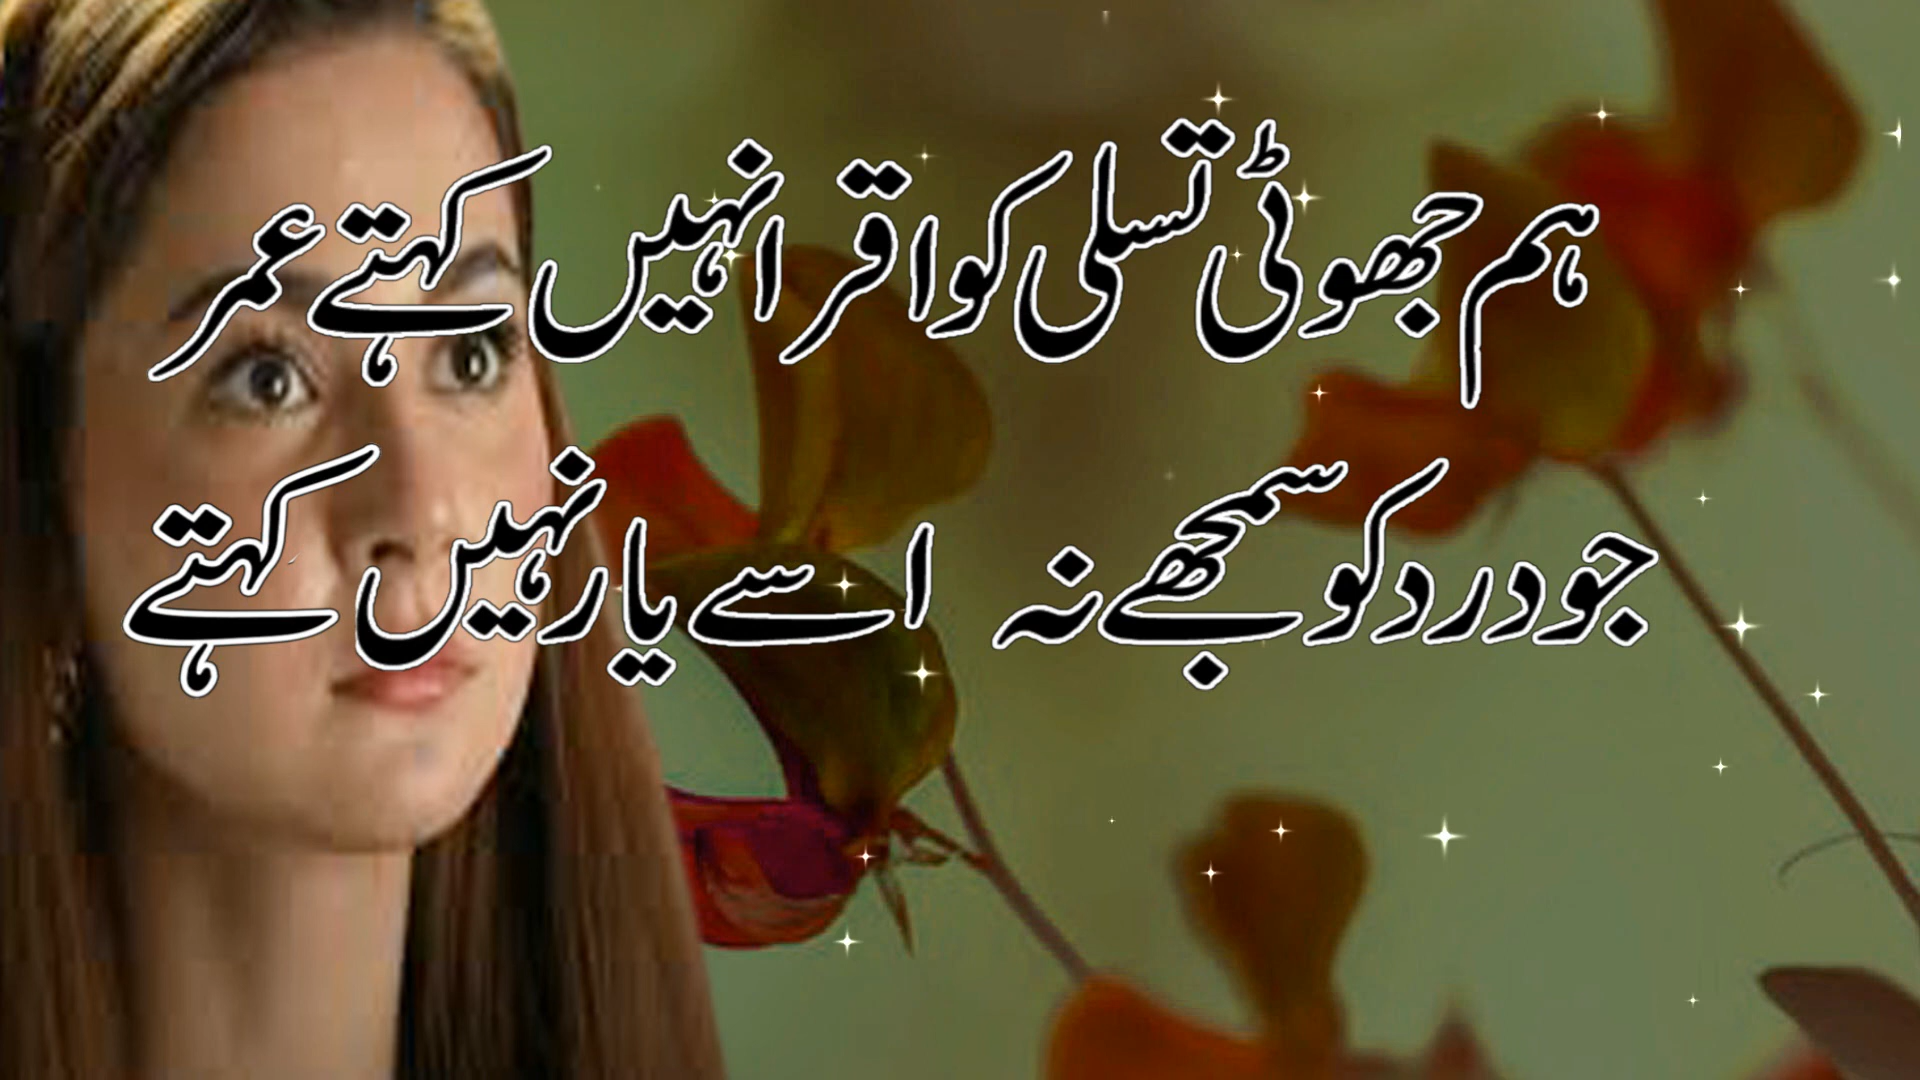 ہم جھوٹی تسلی کو اقرا نہیں کہتے عمر
جو درد کو سمجھے نہ اسے یار نہیں کہتے